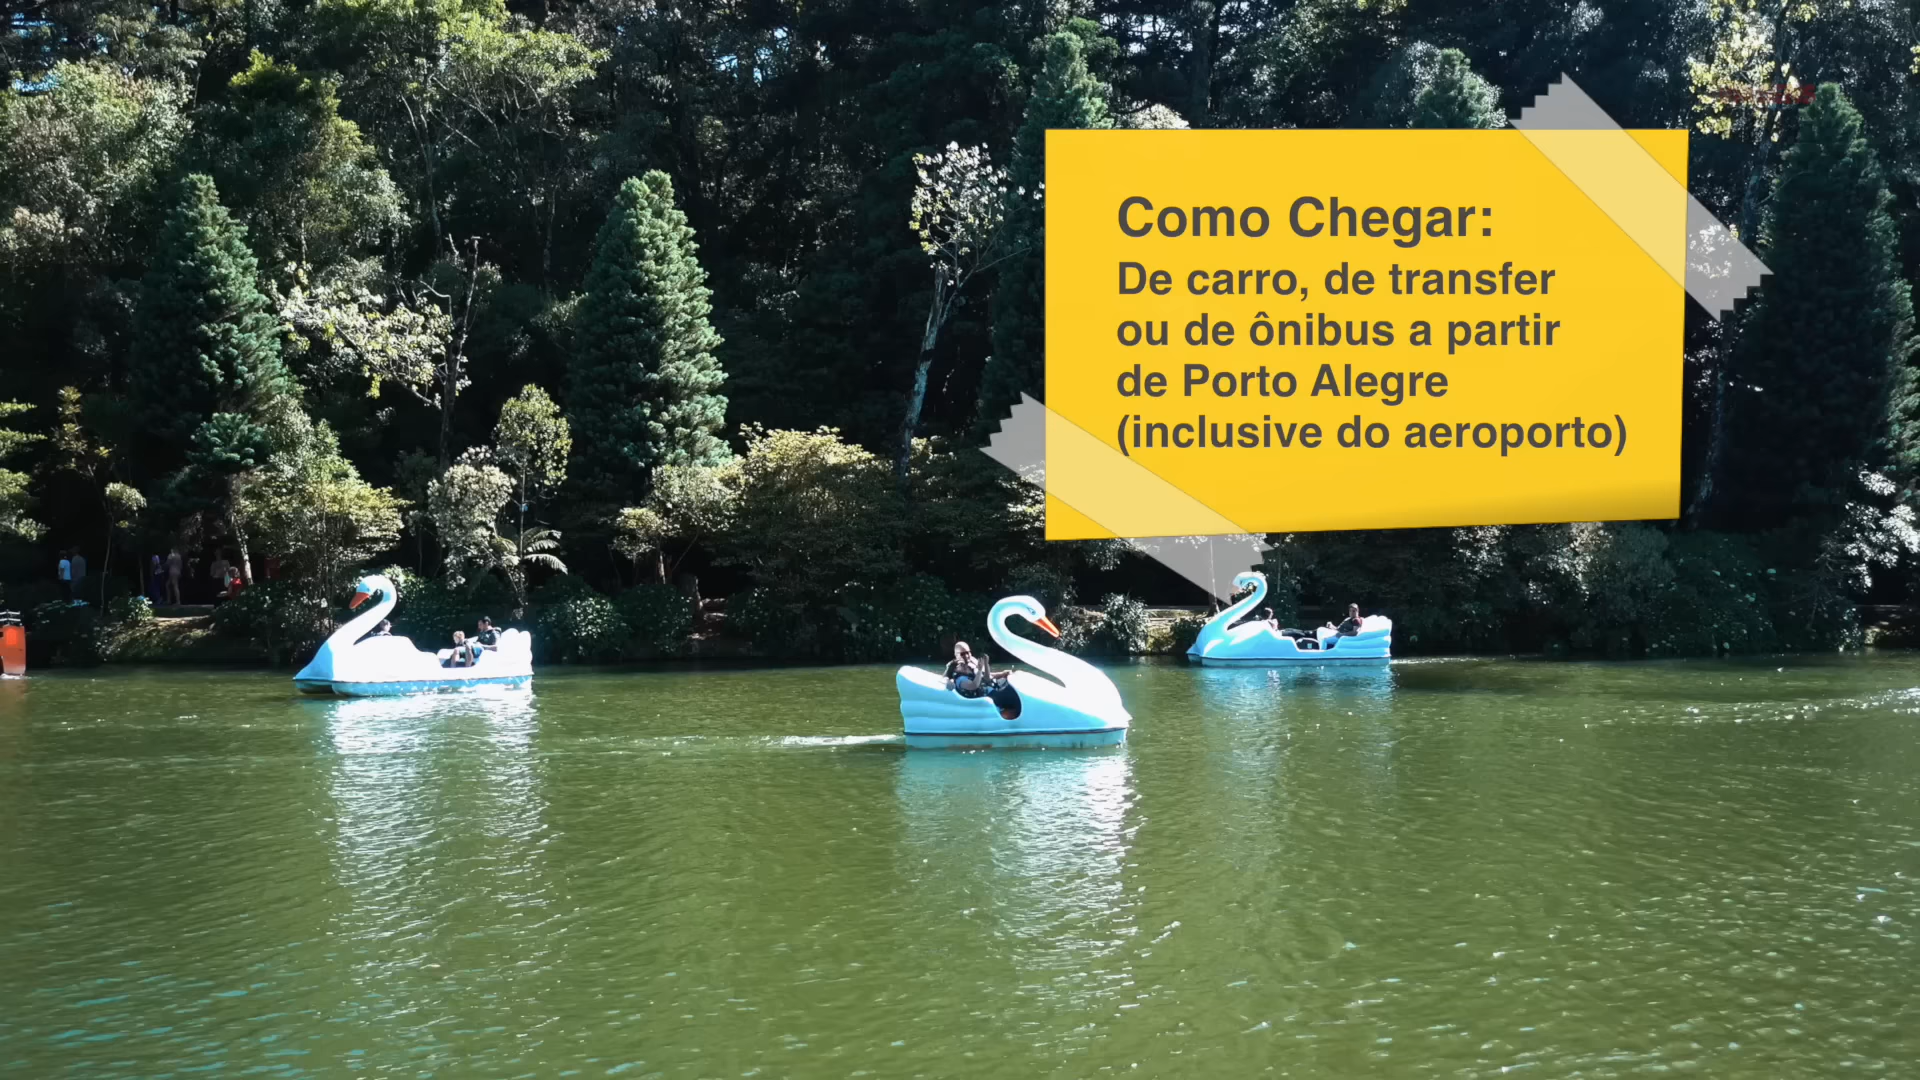 Como Chegar:
De carro, de transfer
ou de ônibus a partir
de Porto Alegre
(inclusive do aeroporto)